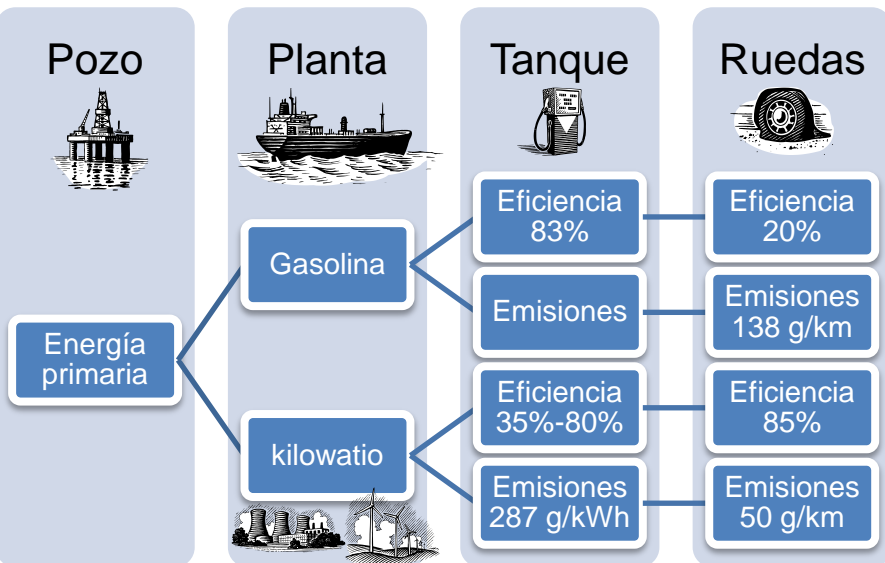 Pozo
Planta
Tanque
Ruedas
Energía
primaria
Gasolina
kilowatio
Eficiencia
83%
Emisiones
Eficiencia
35%-80%
Emisiones
287 g/kWh
Eficiencia
20%
Emisiones
138 g/km
Eficiencia
85%
Emisiones
50 g/km